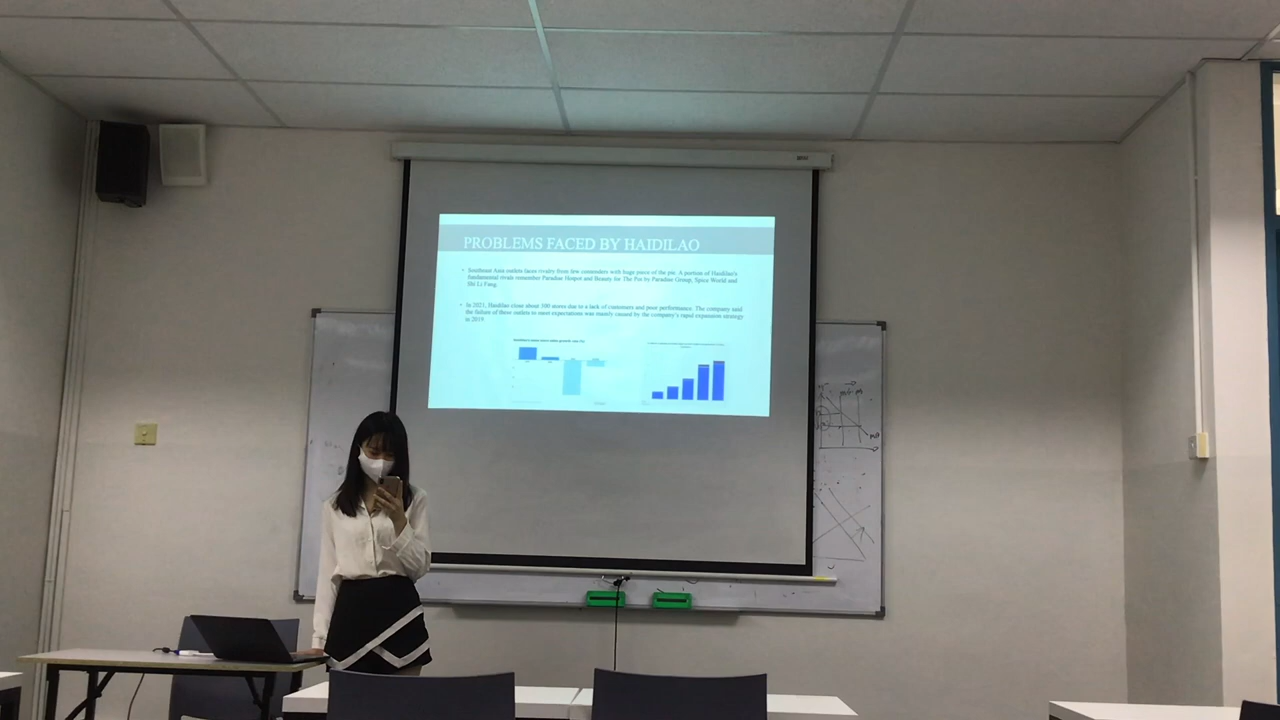 PROBLEMS FACED BY HAIDILAO
• Southeast Asia outlets faces rivalry from few contenders with huge piece of the pie. A portion of Haidilao's
fundamental rivals remember Paradise Hotpot and Beauty for The Pot by Paradise Group, Spice World and
Shi Li Fang.
• In 2021, Haidilao close about 300 stores due to a lack of customers and poor performance. The company said
the failure of these outlets to meet expectations was mainly caused by the company's rapid expansion strategy
in 2019.